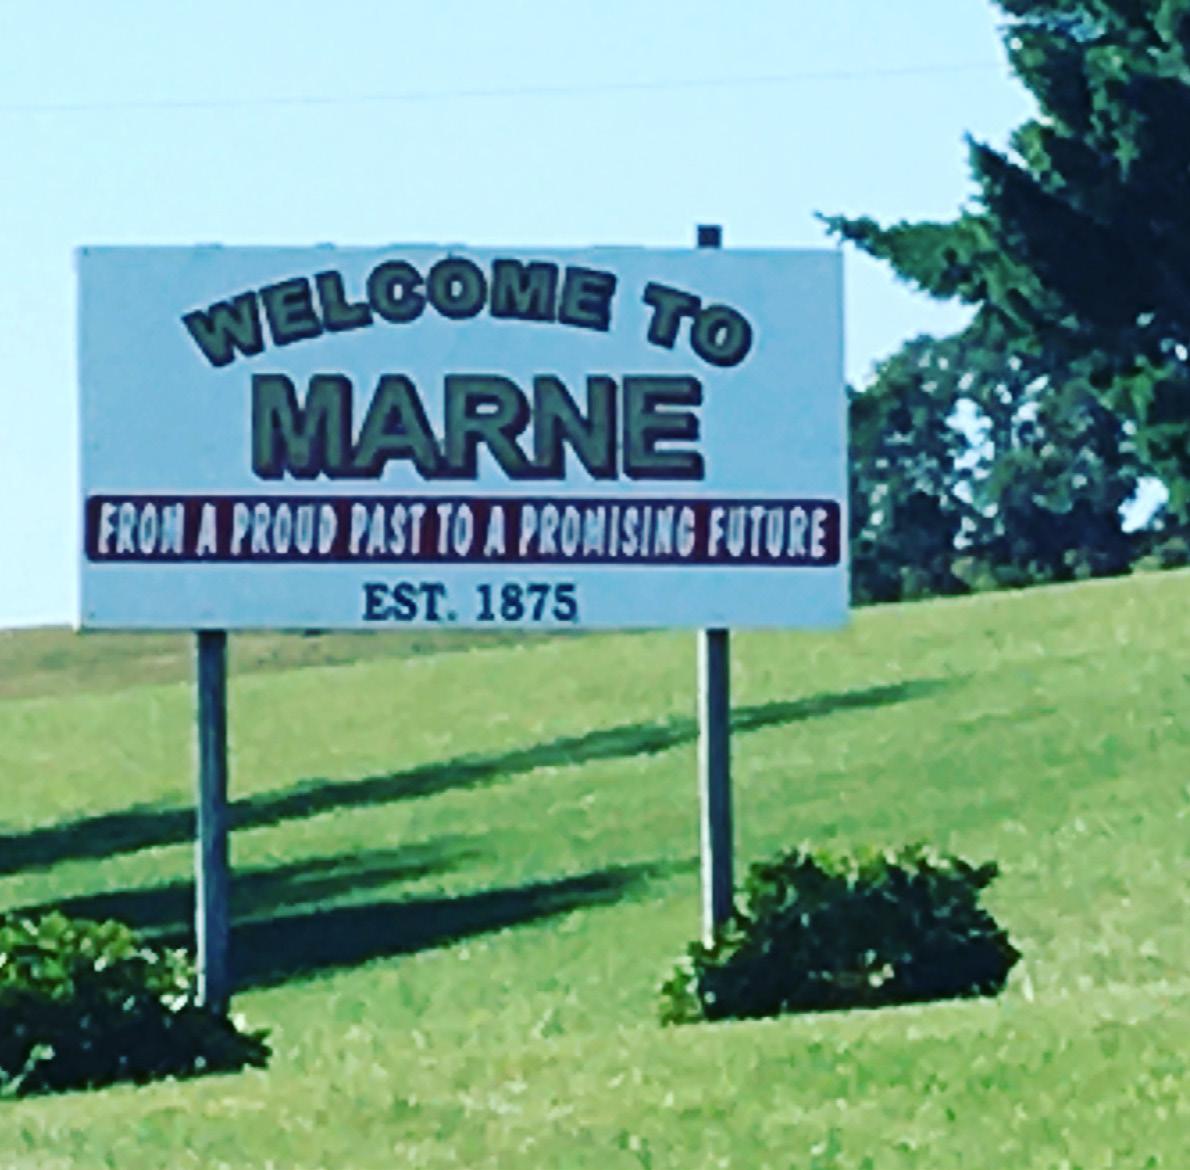 WELCOME TO
MARNE
FROM A PROUD PAST TO A PROMISING FUTURE
EST. 1875